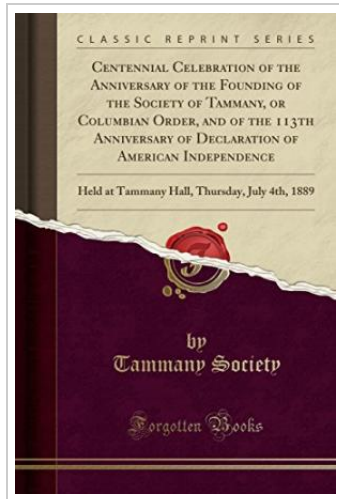 CLASSIC REPRINT SERIES
CENTENNIAL CELEBRATION OF THE
ANNIVERSARY OF THE FOUNDING OF
THE SOCIETY OF TAMMANY, OR
COLUMBIAN ORDER, AND OF THE 113TH
ANNIVERSARY OF DECLARATION OF
AMERICAN INDEPENDENCE
Held at Tammany Hall, Thursday, July 4th, 1889
by
Tammany Society
Forgotten Books